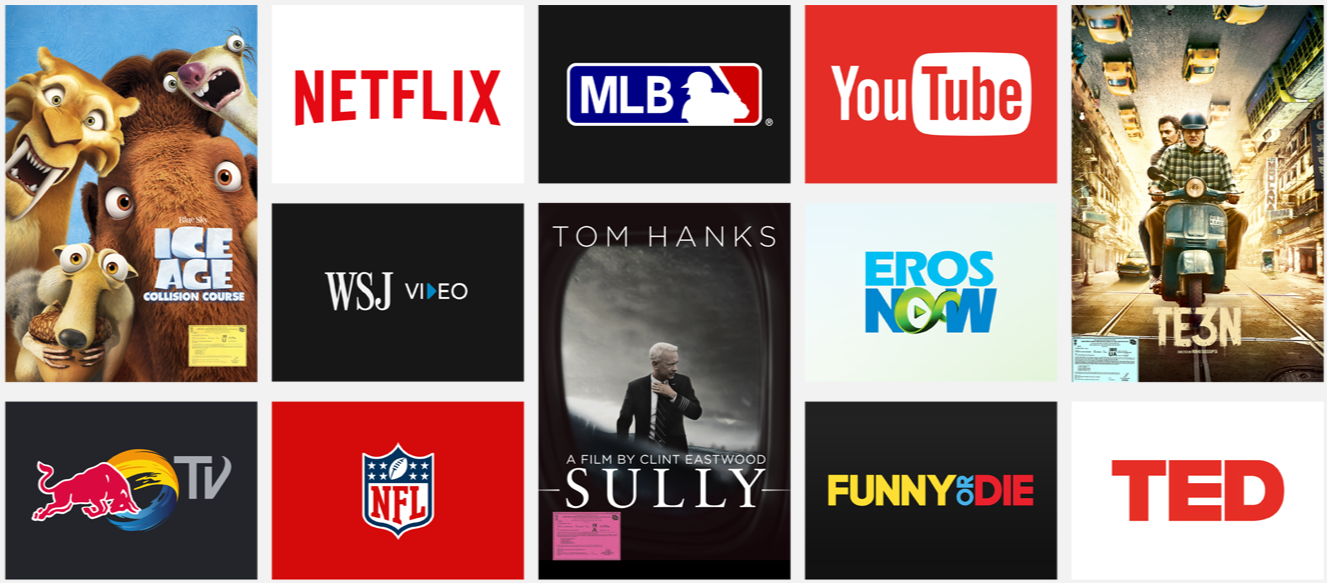 NETFLIX
MLB
®
YouTube
Blue Sky
ICE
AGE
COLLISION COURSE
WSJ VIDEO
TOM HANKS
A FILM BY CLINT EASTWOOD
SULLY
EROS
NOW
TE3N
TV
NFL
FUNNY OR DIE
TED